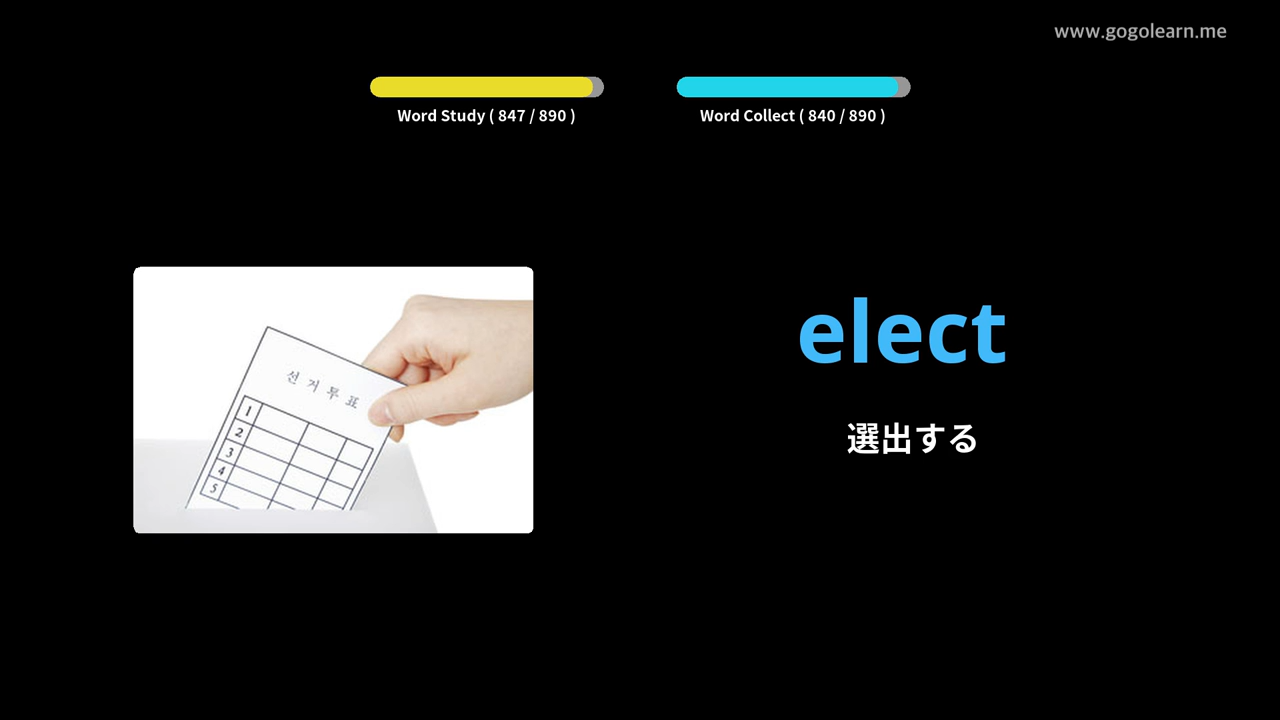 www.gogolearn.me
Word Study ( 847 / 890 )
Word Collect ( 840 / 890 )
선거투표
1
2
3
4
5
elect
選出する